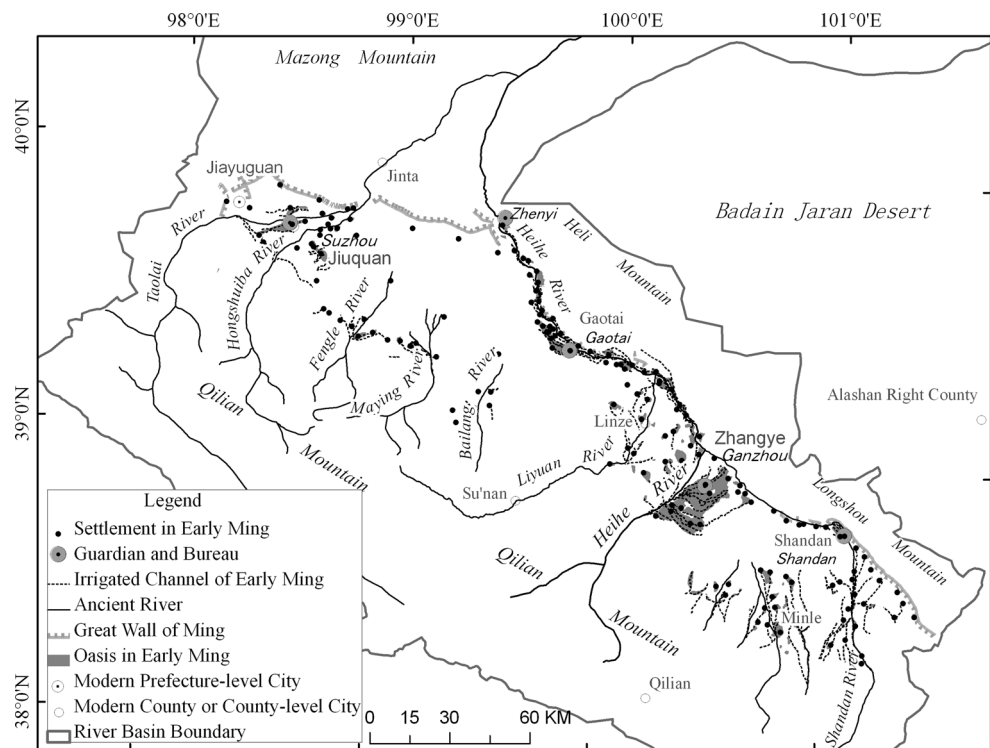 98°0'E 99°0'E 100°0'E 101°0'E
Mazong Mountain
40°0'N
Jiayuguan
Jinta
River
Zhenyi
Badain Jaran Desert
Suzhou
Heihe
Heli
Jiuquan
River
Taolai
Hongshuiba
River
River
Mountain
Gaotai
Gaotai
Fengle
River
River
Alashan Right County
Qilian
Maying
39°0'N
Linze
Bailang
Zhangye
Ganzhou
Mountain
Liyuan River
River
Su'nan
Longshou
Heihe
Shandan
Shandan
Mountain
Qilian
Minle
Mountain
Qilian
Shandan River
38°0'N
Legend
Settlement in Early Ming
Guardian and Bureau
Irrigated Channel of Early Ming
Ancient River
Great Wall of Ming
Oasis in Early Ming
Modern Prefecture-level City
Modern County or County-level City
River Basin Boundary
0 15 30 60 KM